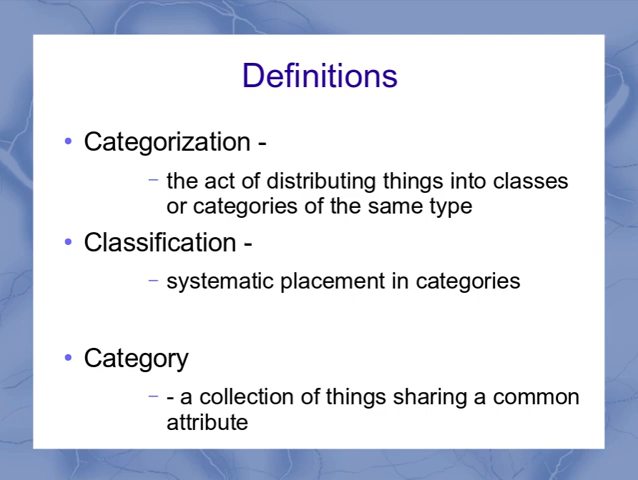 Definitions
• Categorization -
– the act of distributing things into classes
or categories of the same type
• Classification -
– systematic placement in categories
• Category
– - a collection of things sharing a common
attribute